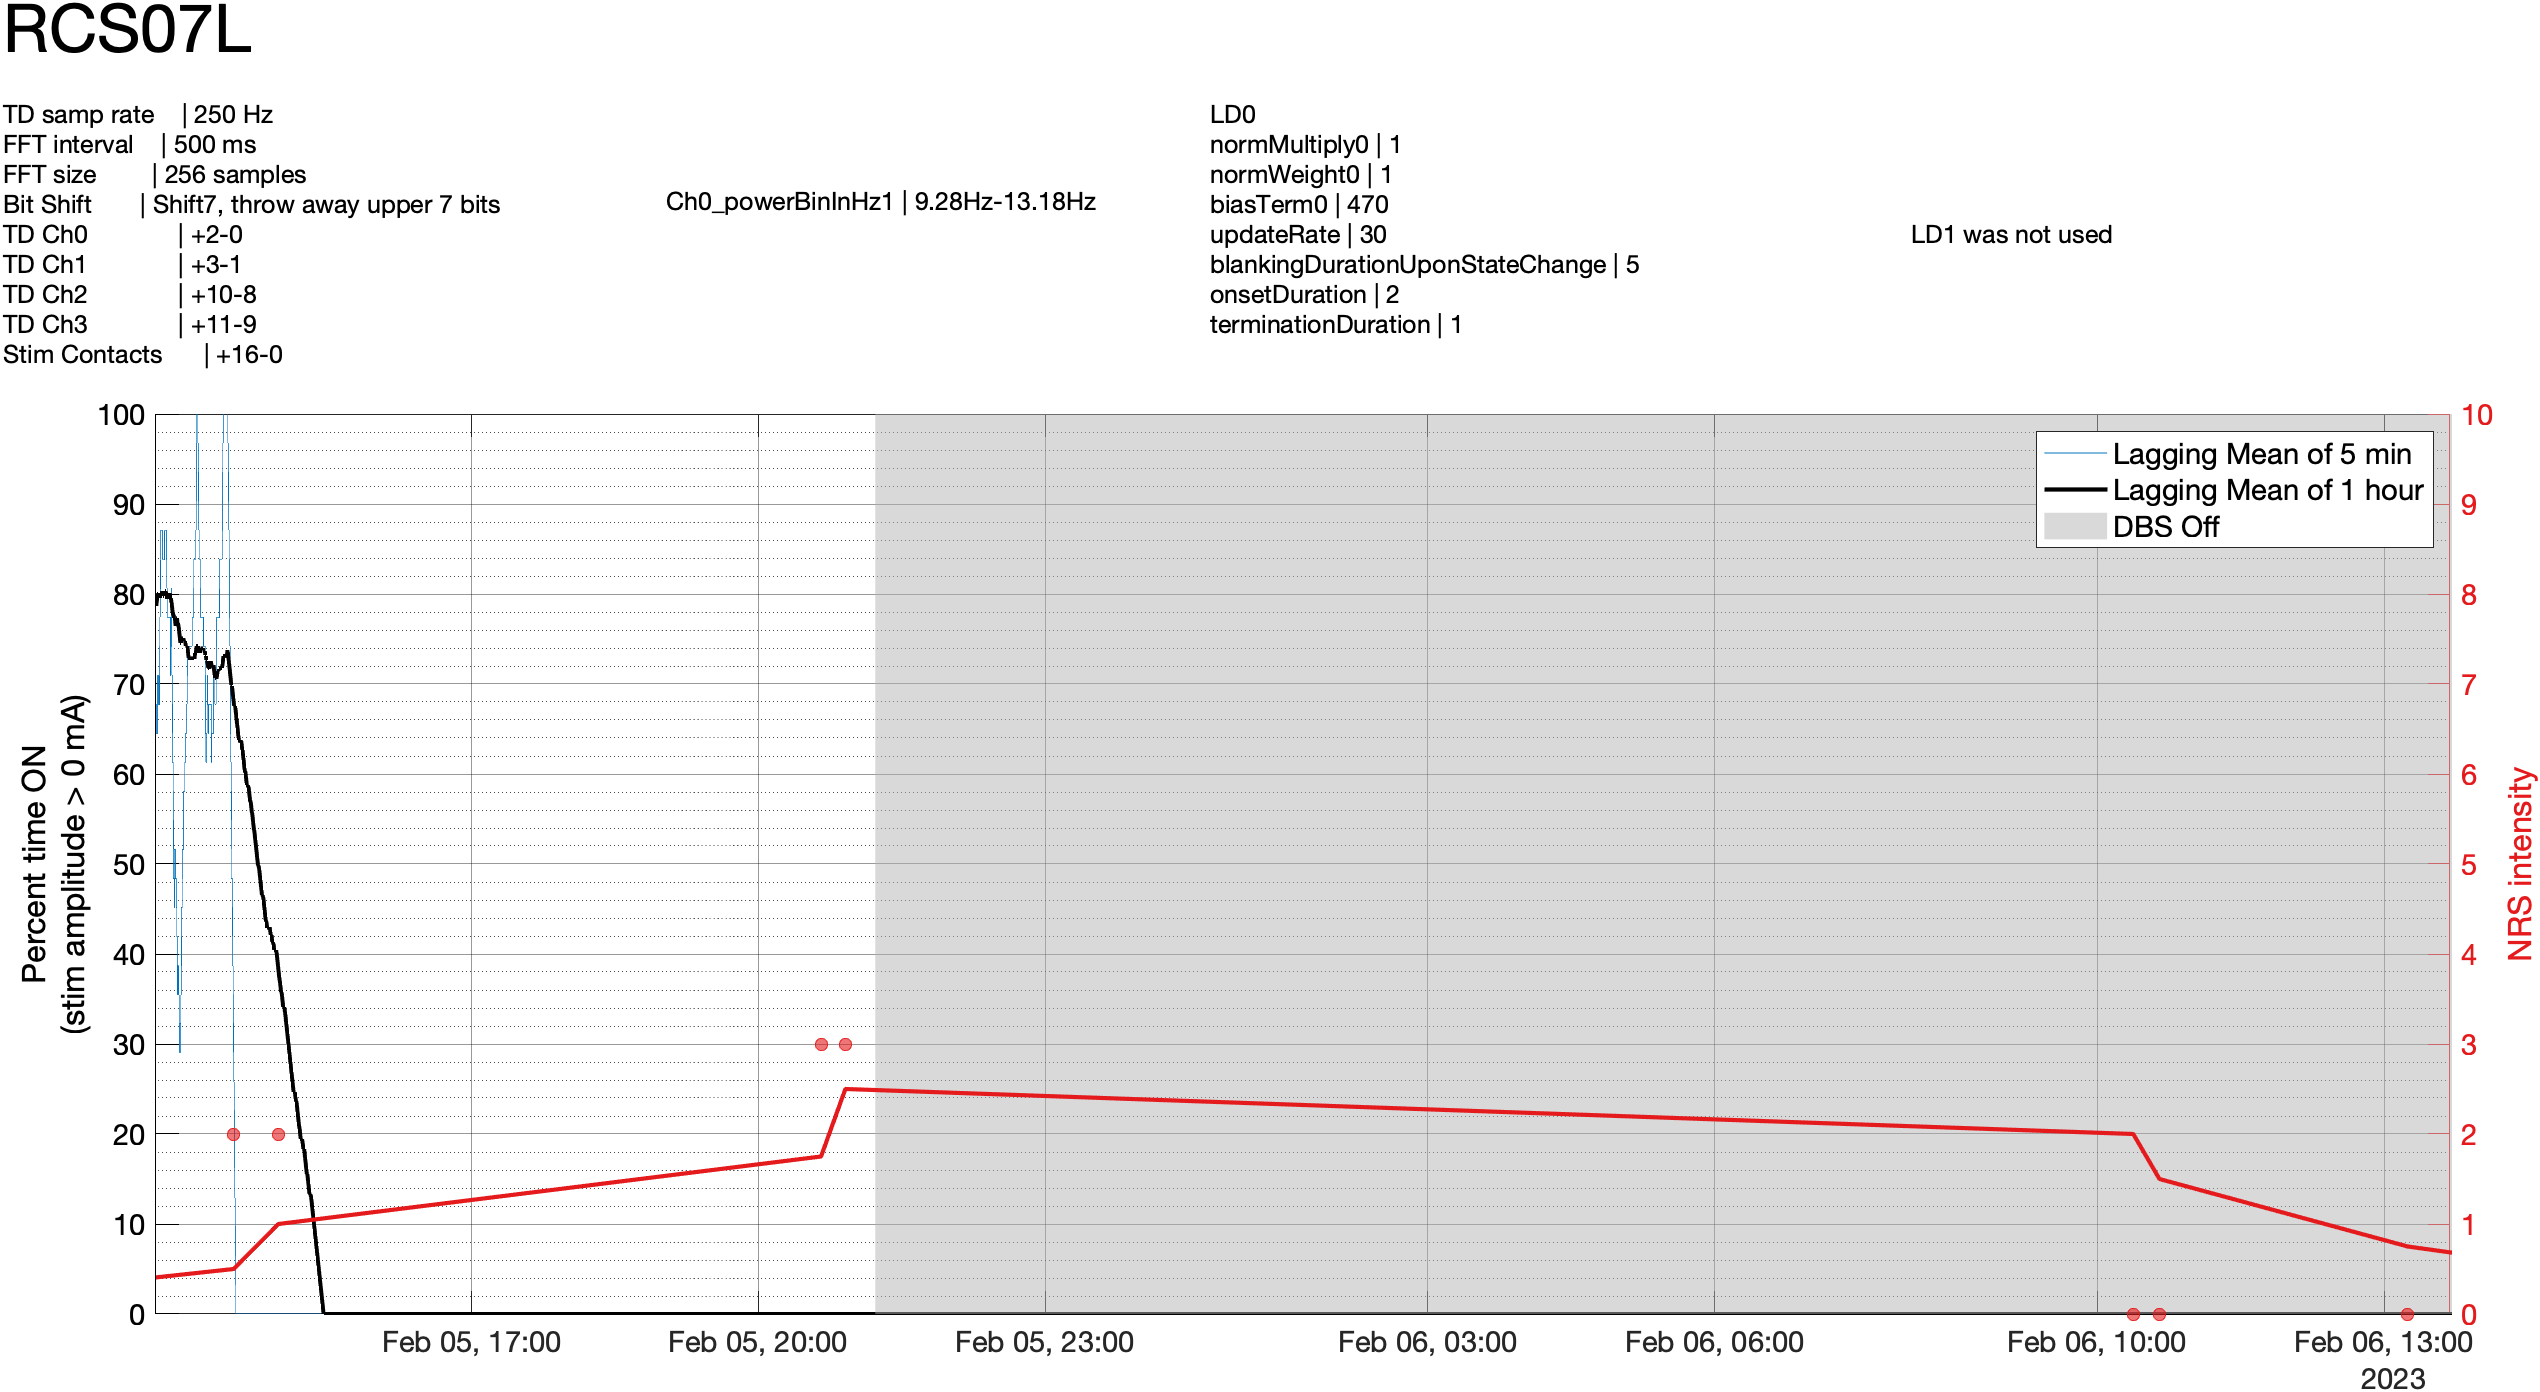 RCS07L
TD samp rate | 250 Hz
FFT interval | 500 ms
FFT size | 256 samples
Bit Shift | Shift7, throw away upper 7 bits
TD Ch0 | +2-0
TD Ch1 | +3-1
TD Ch2 | +10-8
TD Ch3 | +11-9
Stim Contacts | +16-0
Ch0_powerBinInHz1 | 9.28Hz-13.18Hz
LD0
normMultiply0 | 1
normWeight0 | 1
biasTerm0 | 470
updateRate | 30
blankingDurationUponStateChange | 5
onsetDuration | 2
terminationDuration | 1
LD1 was not used
Percent time ON
(stim amplitude > 0 mA)
100
90
80
70
60
50
40
30
20
10
0
Lagging Mean of 5 min
Lagging Mean of 1 hour
DBS Off
10
9
8
7
6
5
4
3
2
1
0
NRS intensity
Feb 05, 17:00
Feb 05, 20:00
Feb 05, 23:00
Feb 06, 03:00
Feb 06, 06:00
Feb 06, 10:00
Feb 06, 13:00
2023